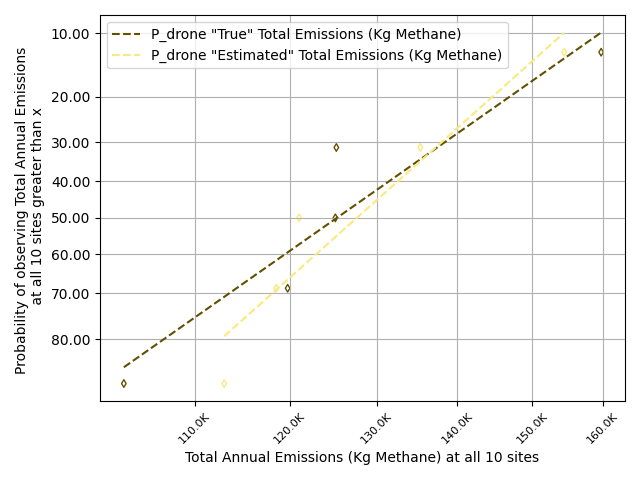 P_drone "True" Total Emissions (Kg Methane)
P_drone "Estimated" Total Emissions (Kg Methane)
Probability of observing Total Annual Emissions
at all 10 sites greater than x
10.00
20.00
30.00
40.00
50.00
60.00
70.00
80.00
110.0K
120.0K
130.0K
140.0K
150.0K
160.0K
Total Annual Emissions (Kg Methane) at all 10 sites